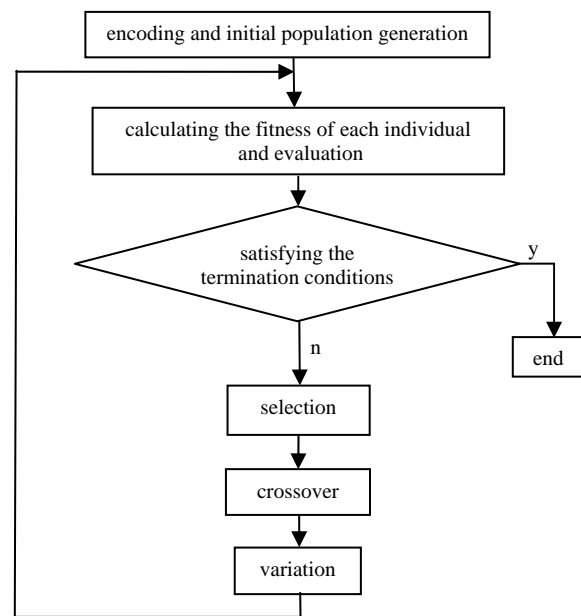 encoding and initial population generation
calculating the fitness of each individual
and evaluation
satisfying the
termination conditions
y
n
end
selection
crossover
variation